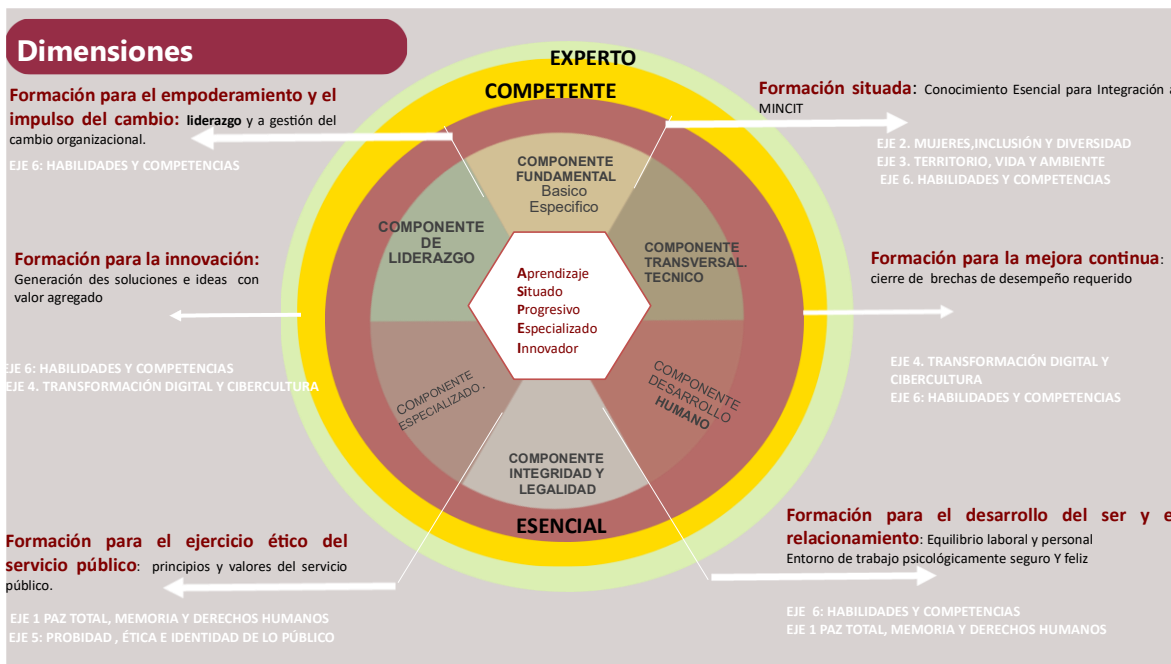 Dimensiones
EXPERTO
COMPETENTE
Formación para el empoderamiento y el
impulso del cambio: liderazgo y a gestión del
cambio organizacional.
EJE 6: HABILIDADES Y COMPETENCIAS
Formación situada: Conocimiento Esencial para Integración a
MINCIT
EJE 2. MUJERES,INCLUSIÓN Y DIVERSIDAD
EJE 3. TERRITORIO, VIDA Y AMBIENTE
EJE 6. HABILIDADES Y COMPETENCIAS
COMPONENTE
FUNDAMENTAL
Basico
Especifico
COMPONENTE
DE
LIDERAZGO
COMPONENTE
TRANSVERSAL.
TECNICO
Aprendizaje
Situado
Progresivo
Especializado
Innovador
Formación para la innovación:
Generación des soluciones e ideas con
valor agregado
EJE 6: HABILIDADES Y COMPETENCIAS
EJE 4. TRANSFORMACIÓN DIGITAL Y CIBERCULTURA
Formación para la mejora continua:
cierre de brechas de desempeño requerido
EJE 4. TRANSFORMACIÓN DIGITAL Y
CIBERCULTURA
EJE 6: HABILIDADES Y COMPETENCIAS
COMPONENTE
ESPECIALIZADO.
COMPONENTE
DESARROLLO
HUMANO
COMPONENTE
INTEGRIDAD Y
LEGALIDAD
ESENCIAL
Formación para el ejercicio ético del
servicio público: principios y valores del servicio
público.
EJE 1 PAZ TOTAL, MEMORIA Y DERECHOS HUMANOS
EJE 5: PROBIDAD , ÉTICA E IDENTIDAD DE LO PÚBLICO
Formación para el desarrollo del ser y e
relacionamiento: Equilibrio laboral y personal
Entorno de trabajo psicológicamente seguro Y feliz
EJE 6: HABILIDADES Y COMPETENCIAS
EJE 1 PAZ TOTAL, MEMORIA Y DERECHOS HUMANOS